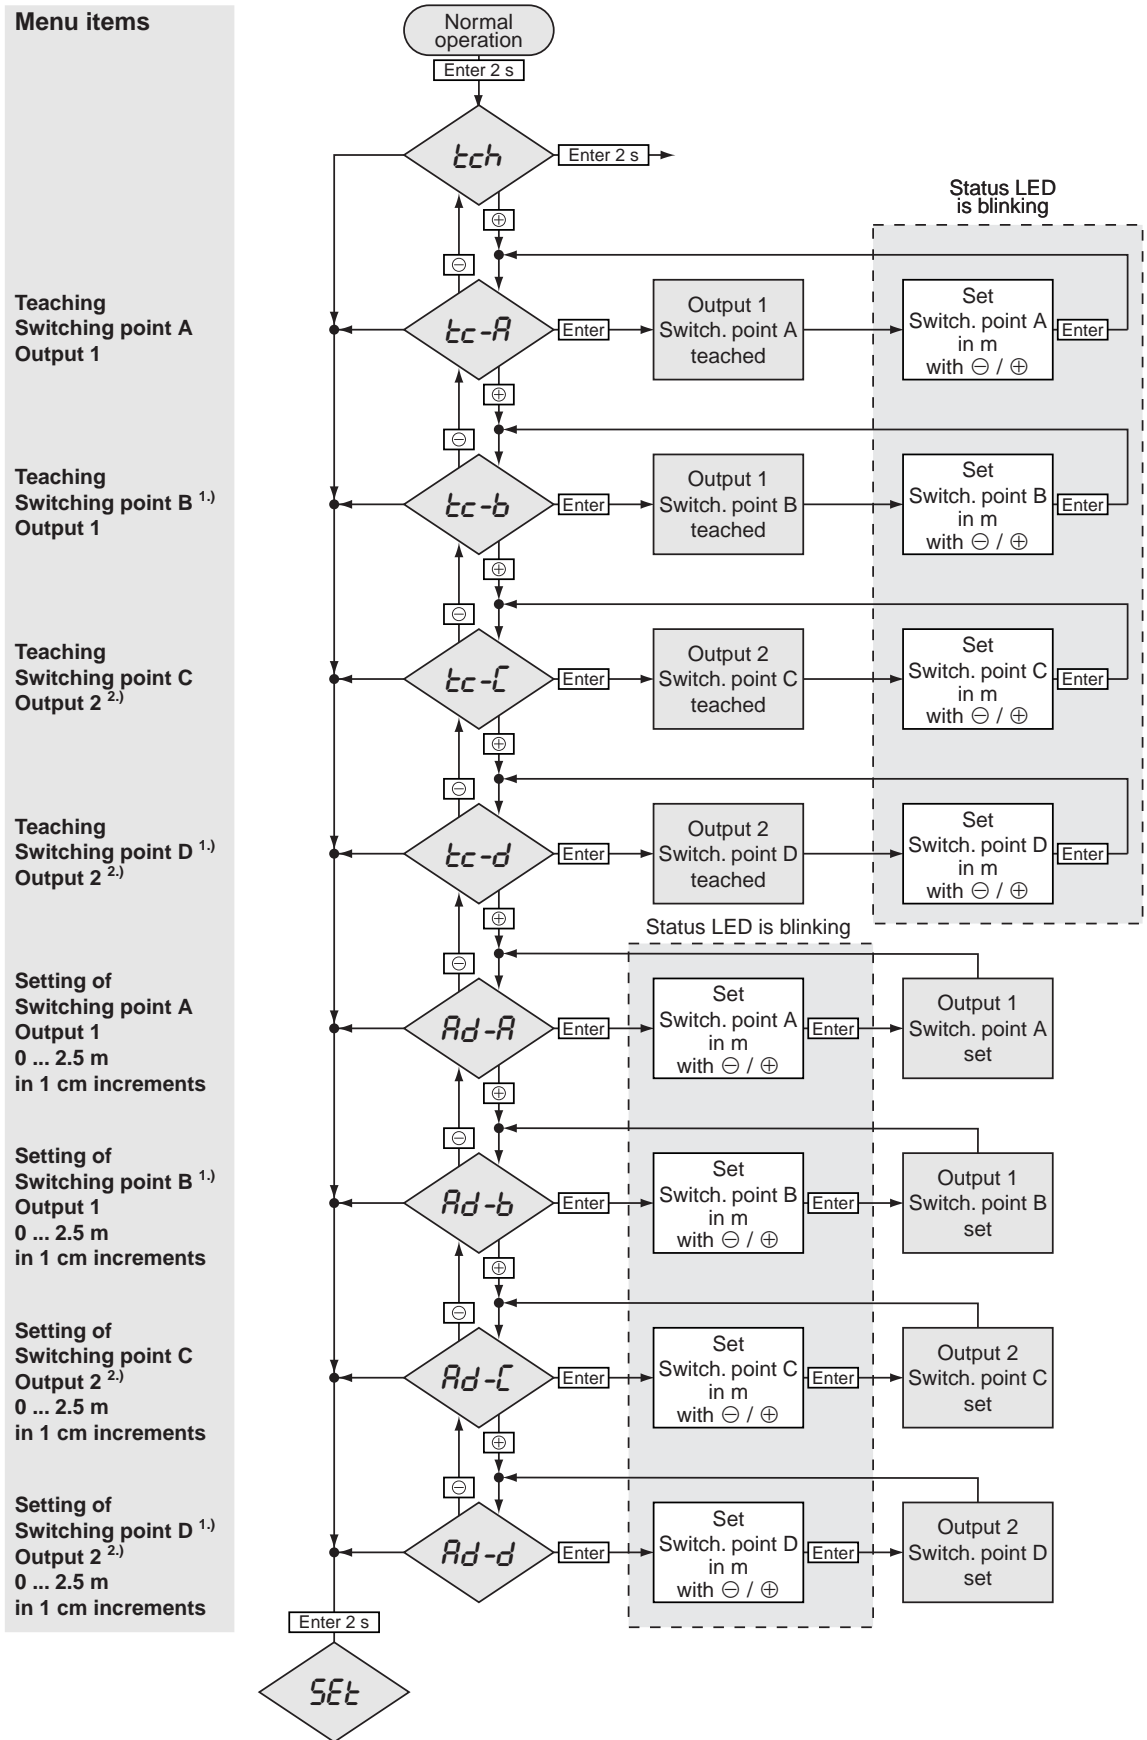 Menu items
Normal
operation
Enter 2 s
tch
Enter 2 s
⊕
⊖
Status LED
is blinking
Teaching
Switching point A
Output 1
tc-A
Enter
Output 1
Switch. point A
teached
Set
Switch. point A
in m
with ⊖ / ⊕
Enter
⊕
⊖
Teaching
Switching point B 1.)
Output 1
tc-b
Enter
Output 1
Switch. point B
teached
Set
Switch. point B
in m
with ⊖ / ⊕
Enter
⊕
⊖
Teaching
Switching point C
Output 2 2.)
tc-C
Enter
Output 2
Switch. point C
teached
Set
Switch. point C
in m
with ⊖ / ⊕
Enter
⊕
⊖
Teaching
Switching point D 1.)
Output 2 2.)
tc-d
Enter
Output 2
Switch. point D
teached
Set
Switch. point D
in m
with ⊖ / ⊕
Enter
⊕
⊖
Status LED is blinking
Setting of
Switching point A
Output 1
0 ... 2.5 m
in 1 cm increments
Ad-A
Enter
Set
Switch. point A
in m
with ⊖ / ⊕
Enter
Output 1
Switch. point A
set
⊕
⊖
Setting of
Switching point B 1.)
Output 1
0 ... 2.5 m
in 1 cm increments
Ad-b
Enter
Set
Switch. point B
in m
with ⊖ / ⊕
Enter
Output 1
Switch. point B
set
⊕
⊖
Setting of
Switching point C
Output 2 2.)
0 ... 2.5 m
in 1 cm increments
Ad-C
Enter
Set
Switch. point C
in m
with ⊖ / ⊕
Enter
Output 2
Switch. point C
set
⊕
⊖
Setting of
Switching point D 1.)
Output 2 2.)
0 ... 2.5 m
in 1 cm increments
Ad-d
Enter
Set
Switch. point D
in m
with ⊖ / ⊕
Enter
Output 2
Switch. point D
set
Enter 2 s
SEt